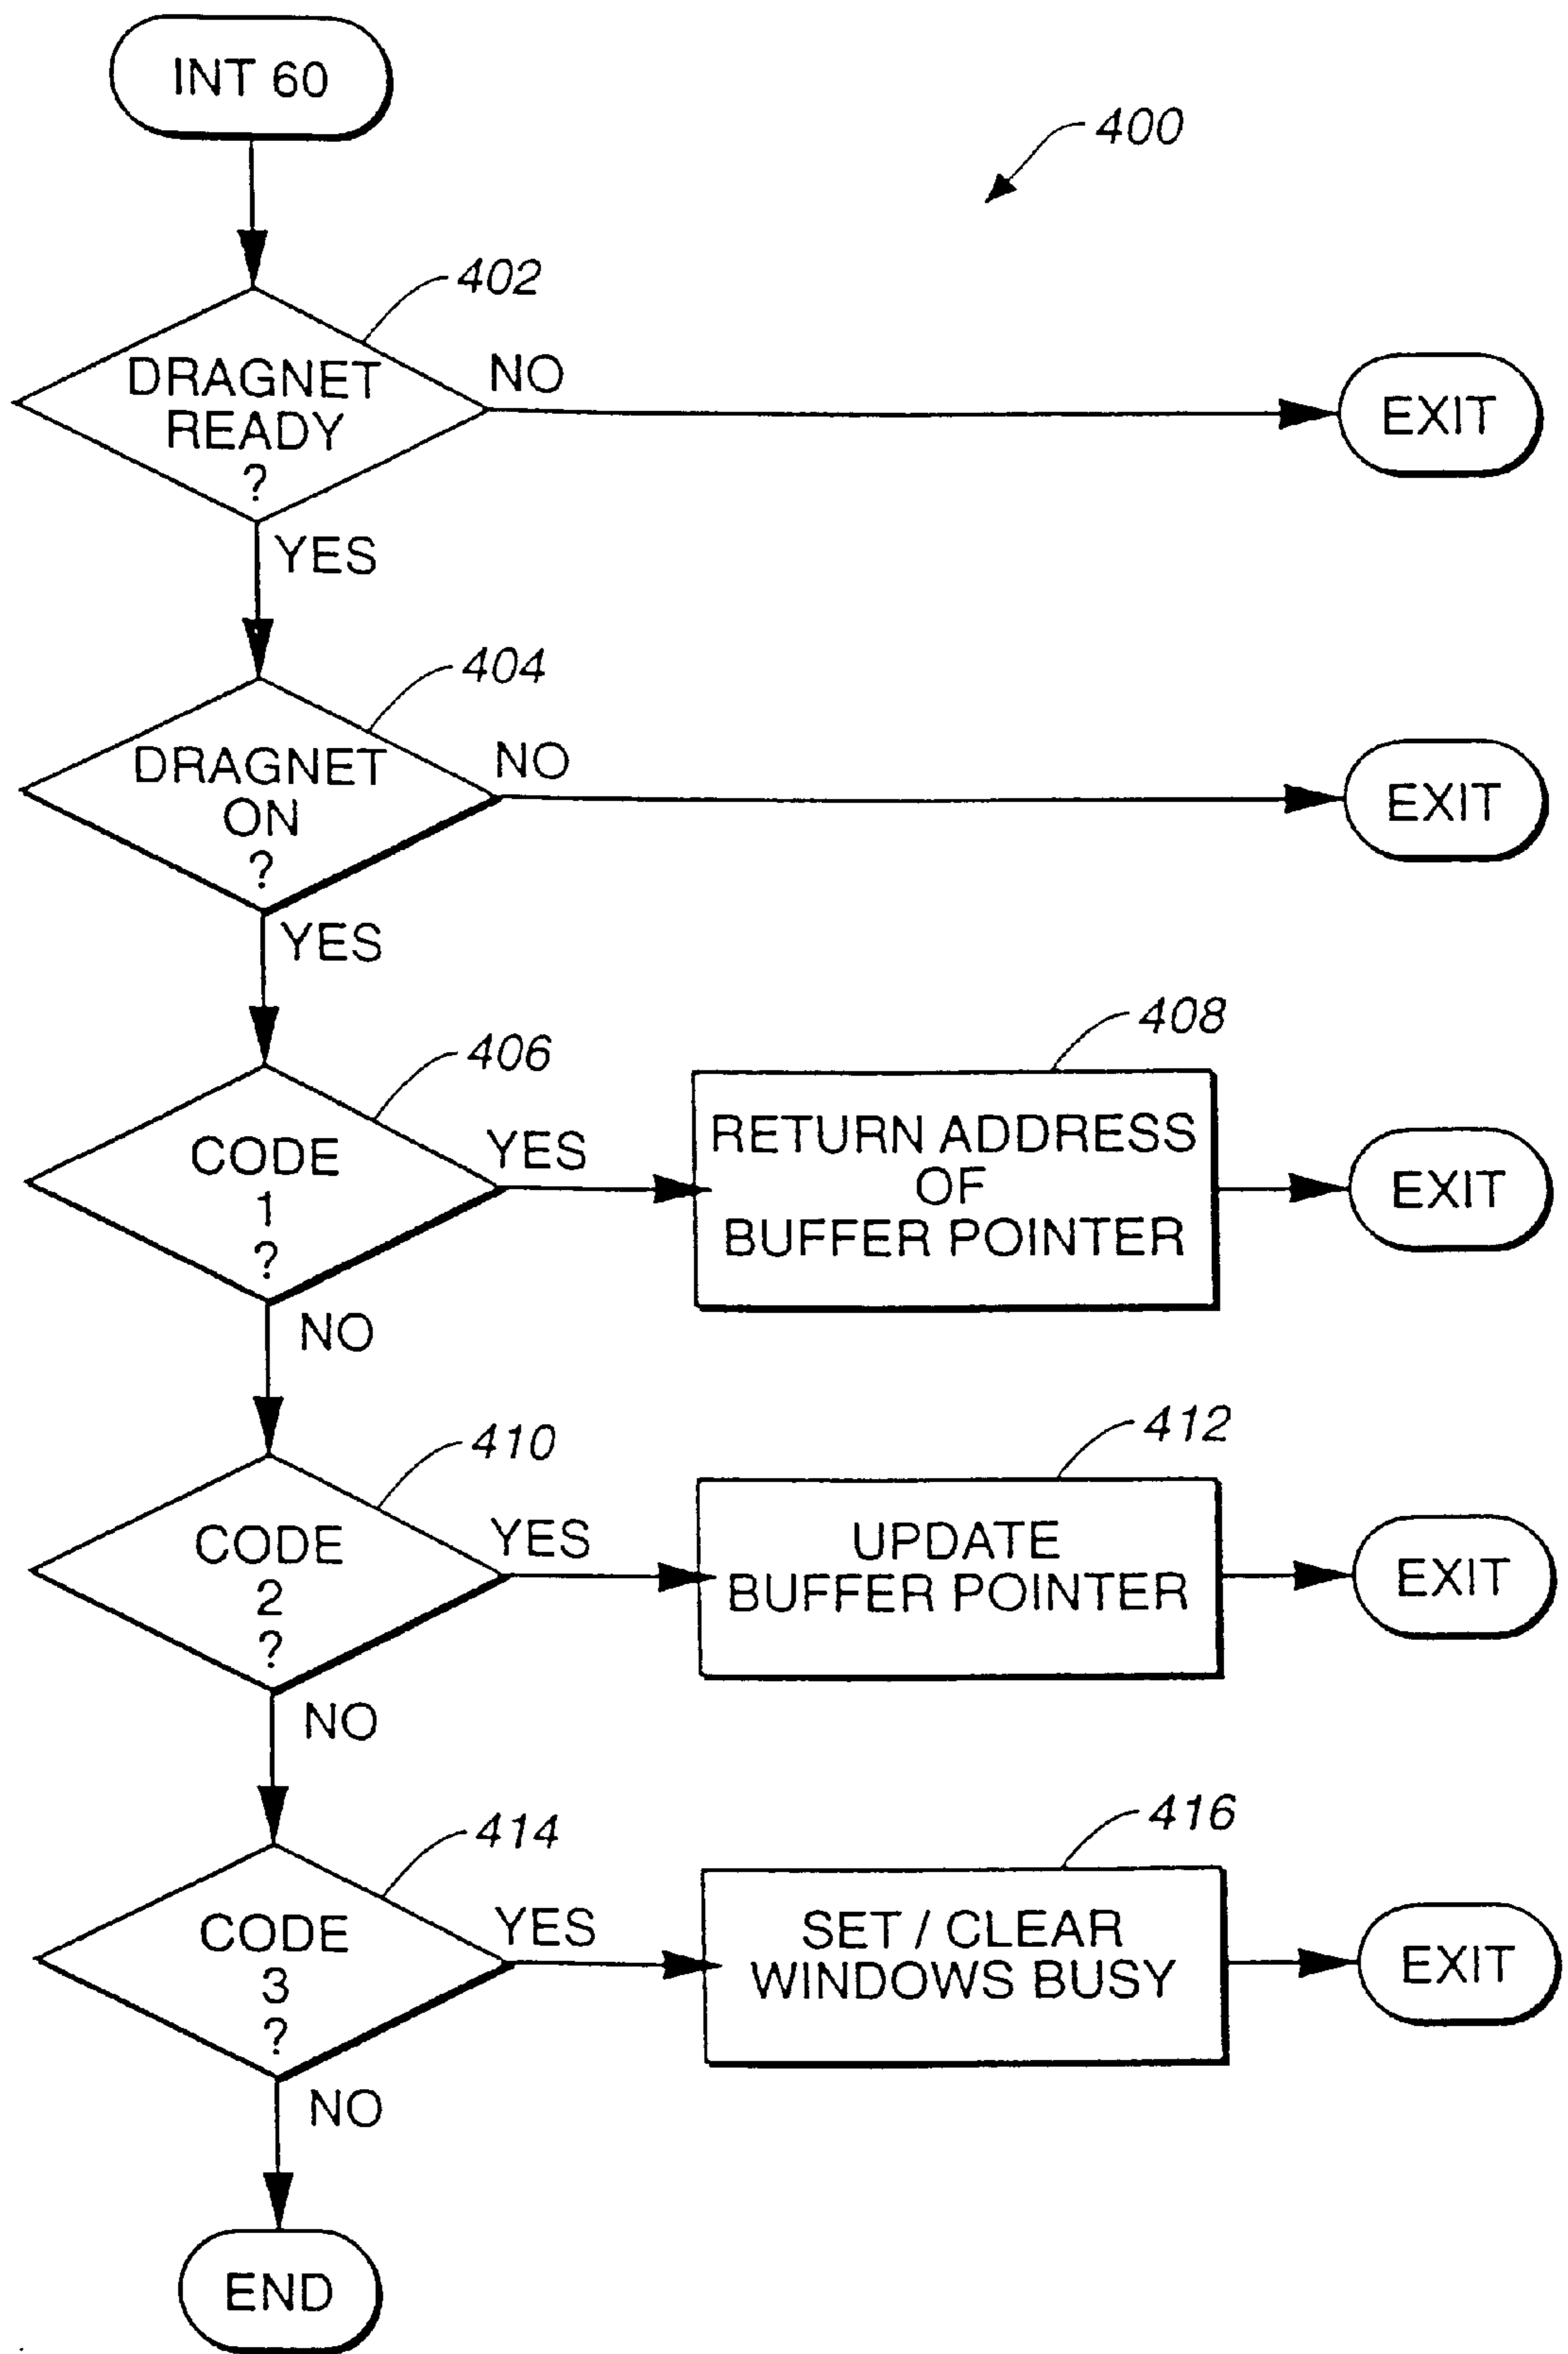 INT 60
400
402
DRAGNET
READY
?
NO
EXIT
YES
404
DRAGNET
ON
?
NO
EXIT
YES
406
CODE
1
?
YES
408
RETURN ADDRESS
OF
BUFFER POINTER
EXIT
NO
410
CODE
2
?
YES
412
UPDATE
BUFFER POINTER
EXIT
NO
414
CODE
3
?
YES
416
SET / CLEAR
WINDOWS BUSY
EXIT
NO
END